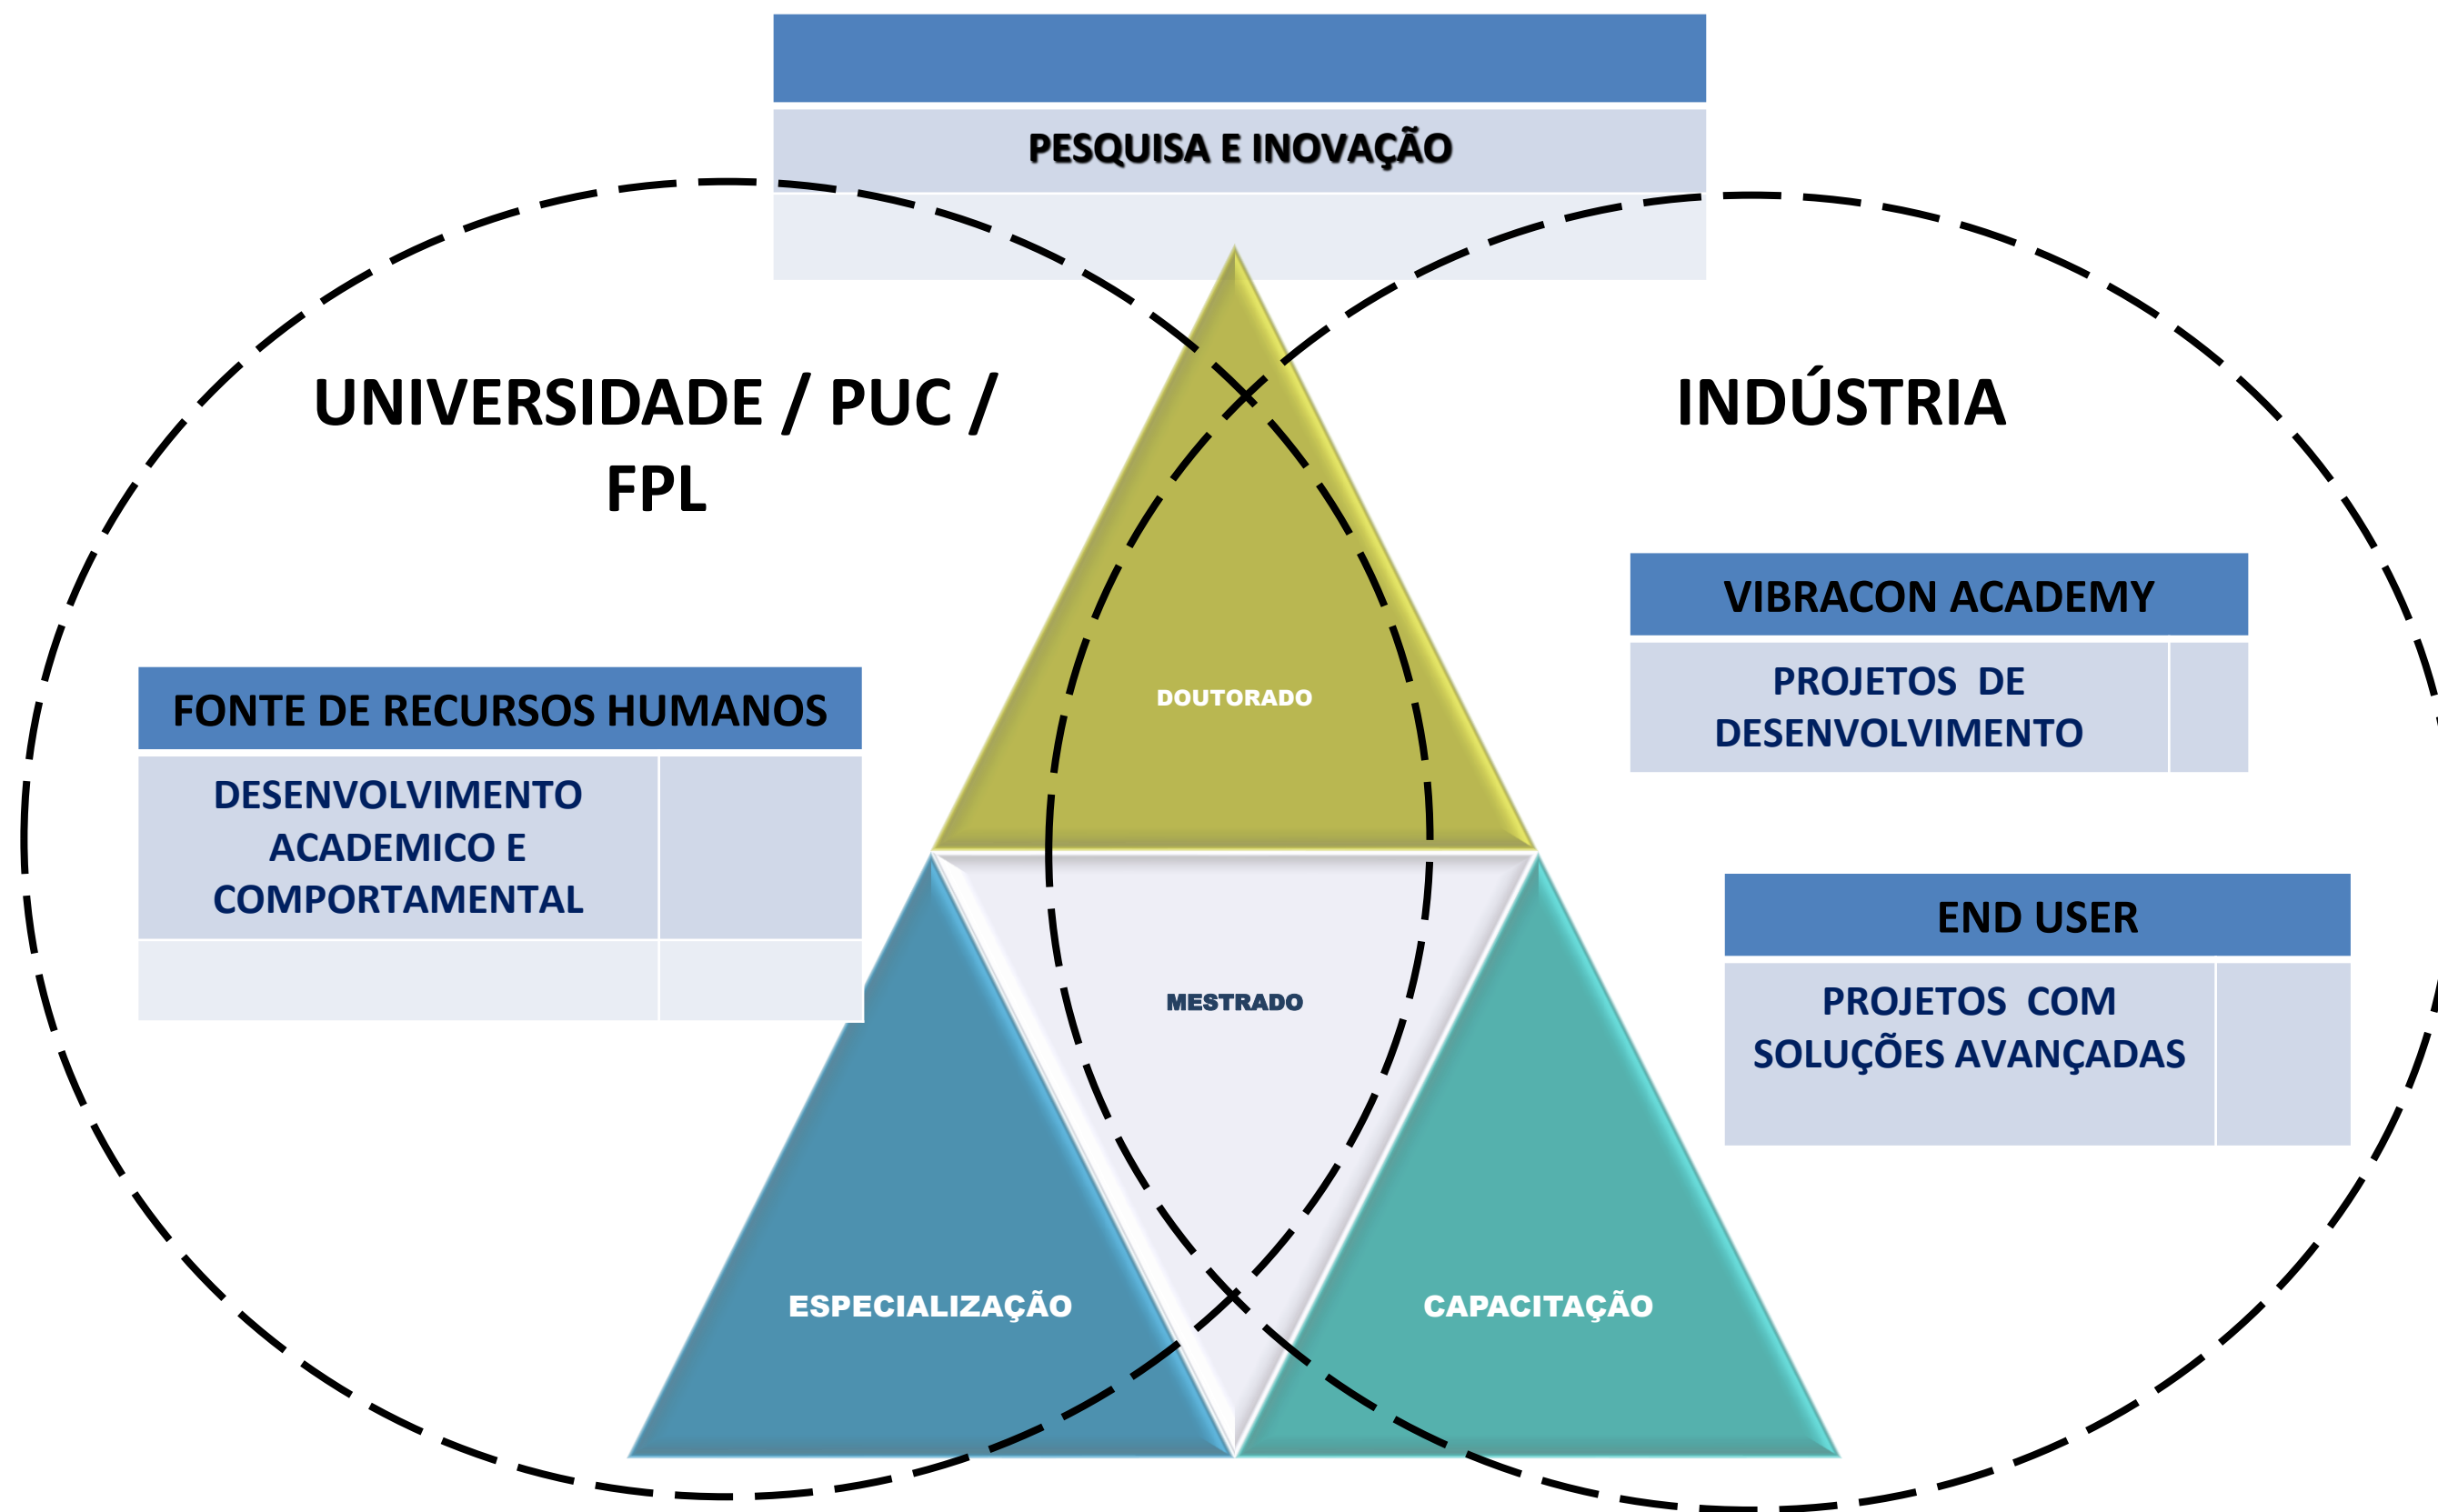 PESQUISA E INOVAÇÃO
UNIVERSIDADE / PUC /
FPL
INDÚSTRIA
VIBRACON ACADEMY
PROJETOS DE
DESENVOLVIMENTO
FONTE DE RECURSOS HUMANOS
DESENVOLVIMENTO
ACADEMICO E
COMPORTAMENTAL
DOUTORADO
END USER
PROJETOS COM
SOLUÇÕES AVANÇADAS
MESTRADO
ESPECIALIZAÇÃO
CAPACITAÇÃO